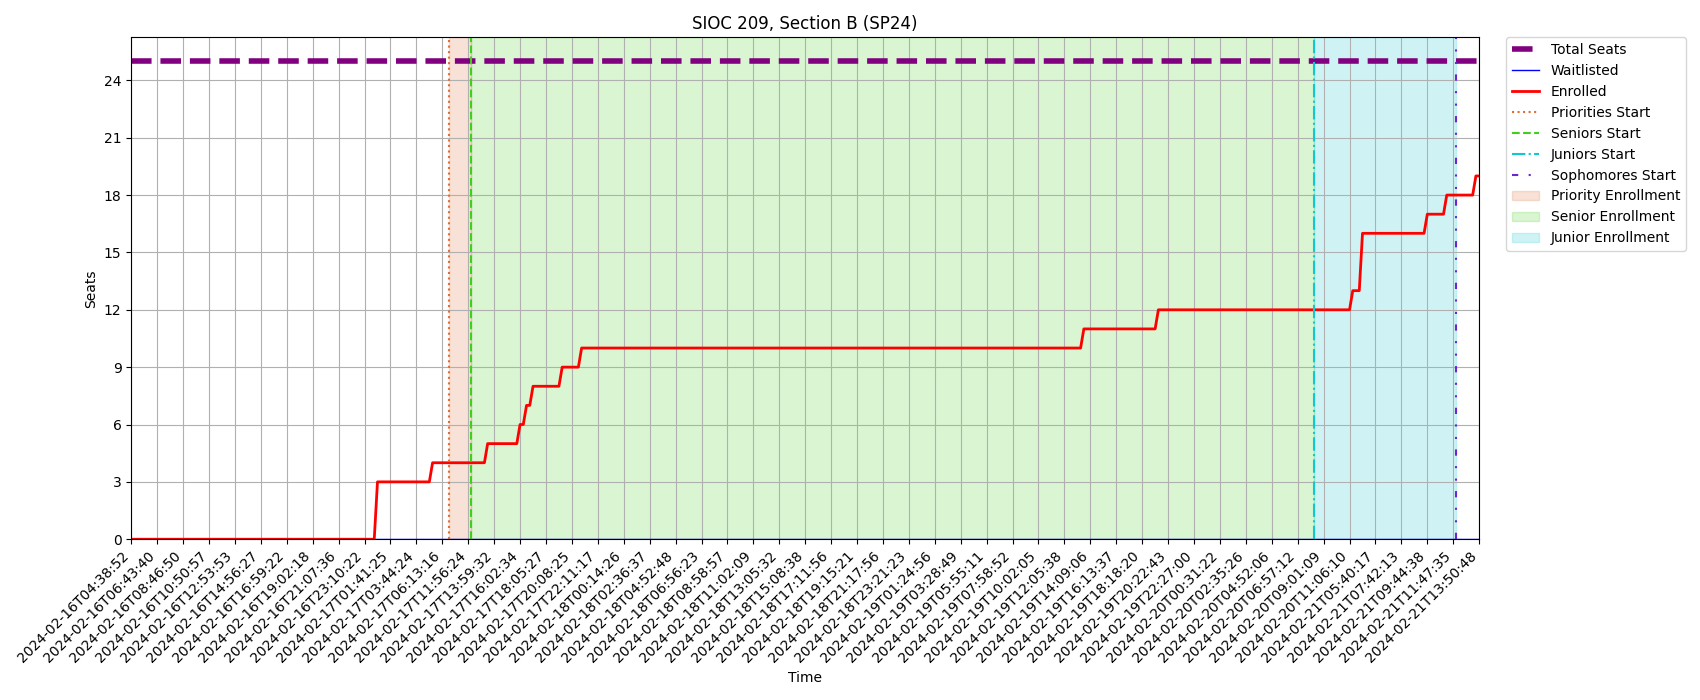 SIOC 209, Section B (SP24)
Total Seats
Waitlisted
Enrolled
Priorities Start
Seniors Start
Juniors Start
Sophomores Start
Priority Enrollment
Senior Enrollment
Junior Enrollment
Seats
24
21
18
15
12
9
6
3
0
2024-02-16T04:38:52
2024-02-16T06:43:40
2024-02-16T08:46:50
2024-02-16T10:50:57
2024-02-16T12:53:53
2024-02-16T14:56:27
2024-02-16T16:59:22
2024-02-16T19:02:18
2024-02-16T21:07:36
2024-02-16T23:10:22
2024-02-17T01:41:25
2024-02-17T03:44:24
2024-02-17T06:13:16
2024-02-17T11:56:24
2024-02-17T13:59:32
2024-02-17T16:02:34
2024-02-17T18:05:27
2024-02-17T20:08:25
2024-02-17T22:11:17
2024-02-18T00:14:26
2024-02-18T02:36:37
2024-02-18T04:52:48
2024-02-18T06:56:23
2024-02-18T08:58:57
2024-02-18T11:02:09
2024-02-18T13:05:32
2024-02-18T15:08:38
2024-02-18T17:11:56
2024-02-18T19:15:21
2024-02-18T21:17:56
2024-02-18T23:21:23
2024-02-19T01:24:56
2024-02-19T03:28:49
2024-02-19T05:55:11
2024-02-19T07:58:52
2024-02-19T10:02:05
2024-02-19T12:05:38
2024-02-19T14:09:06
2024-02-19T16:13:37
2024-02-19T18:18:20
2024-02-19T20:22:43
2024-02-19T22:27:00
2024-02-20T00:31:22
2024-02-20T02:35:26
2024-02-20T04:52:06
2024-02-20T06:57:12
2024-02-20T09:01:09
2024-02-20T11:06:10
2024-02-21T05:40:17
2024-02-21T07:42:13
2024-02-21T09:44:38
2024-02-21T11:47:35
2024-02-21T13:50:48
Time